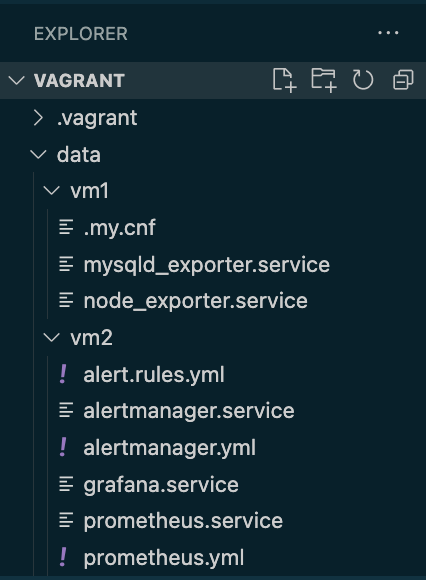 EXPLORER
VAGRANT
.vagrant
data
vm1
.my.cnf
mysqld_exporter.service
node_exporter.service
vm2
alert.rules.yml
alertmanager.service
alertmanager.yml
grafana.service
prometheus.service
prometheus.yml